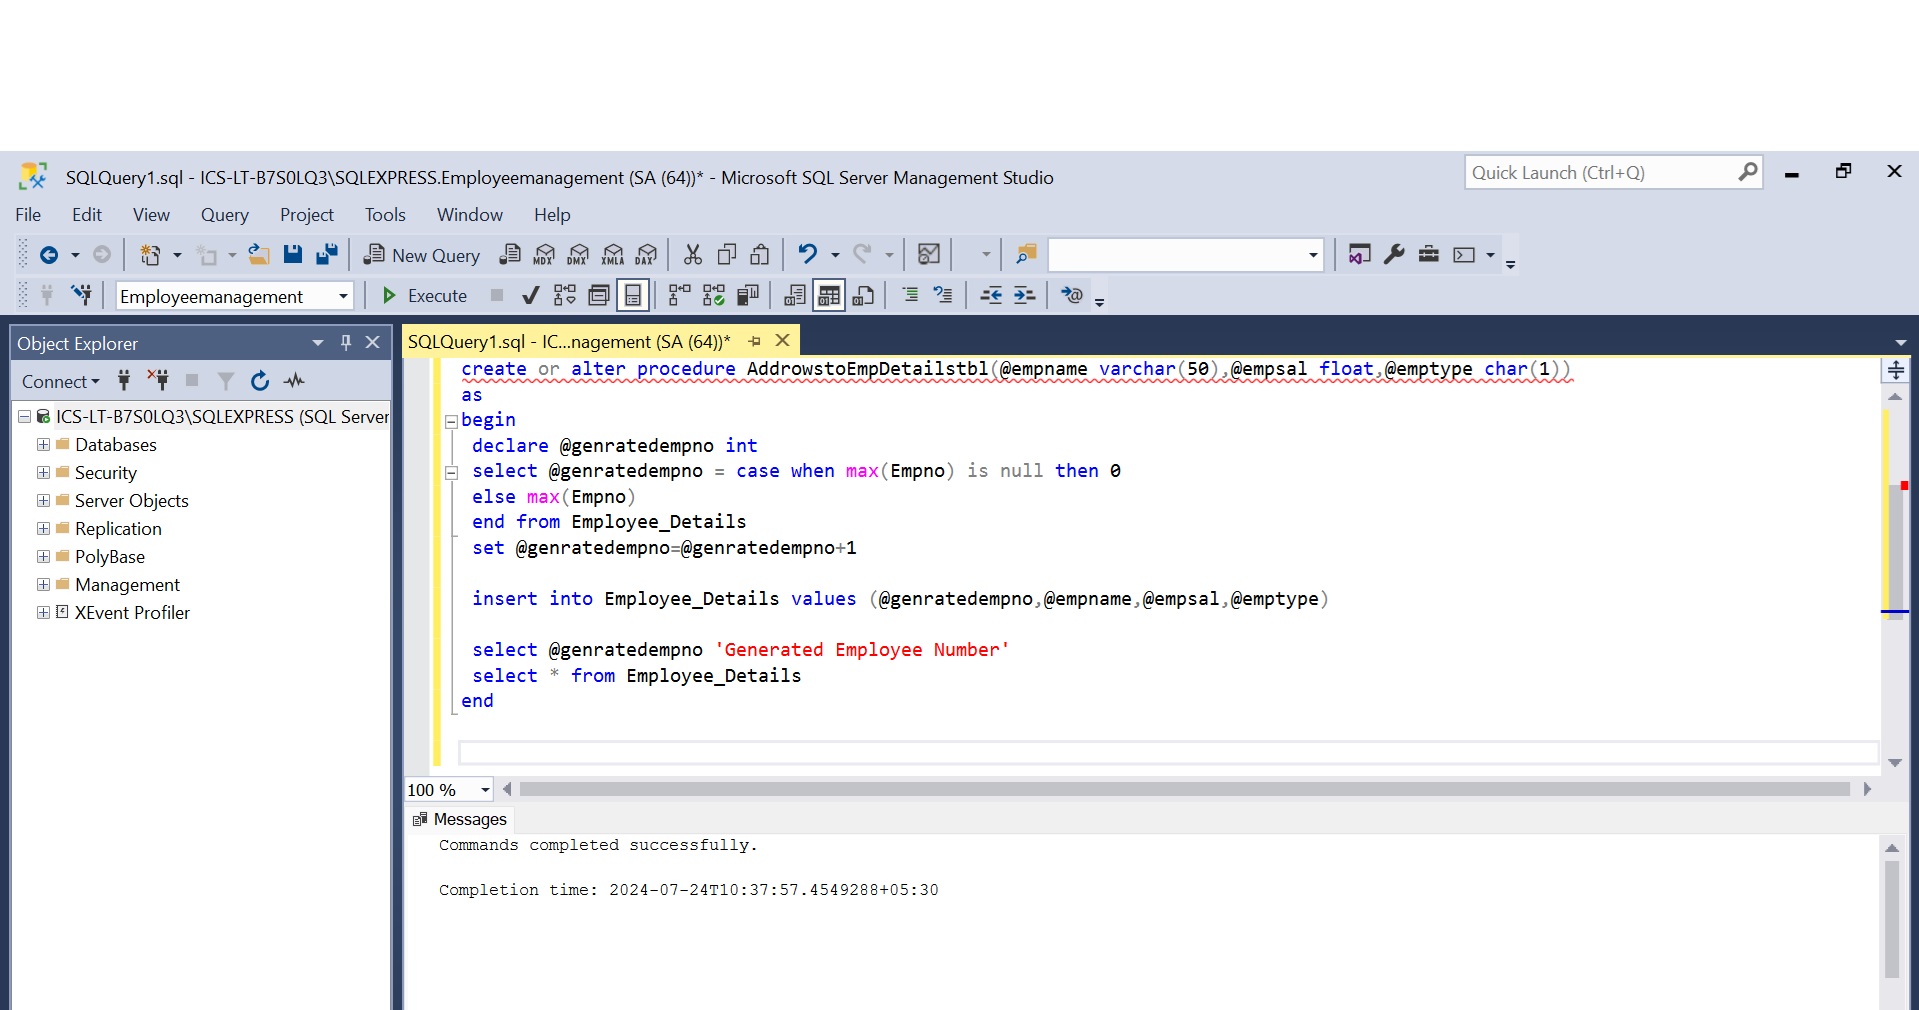 SQLQuery1.sql - ICS-LT-B7S0LQ3\SQLEXPRESS.Employeemanagement (SA (64))* - Microsoft SQL Server Management Studio
Quick Launch (Ctrl+Q)
File Edit View Query Project Tools Window Help
New Query MDX DMX XMLA DAX
Employeemanagement Execute
Object Explorer
Connect
ICS-LT-B7S0LQ3\SQLEXPRESS (SQL Server
Databases
Security
Server Objects
Replication
PolyBase
Management
XEvent Profiler
SQLQuery1.sql - IC...nagement (SA (64))*
create or alter procedure AddrowstoEmpDetailstbl(@empname varchar(50),@empsal float,@emptype char(1))
as
begin
declare @genratedempno int
select @genratedempno = case when max(Empno) is null then 0
else max(Empno)
end from Employee_Details
set @genratedempno=@genratedempno+1
insert into Employee_Details values (@genratedempno,@empname,@empsal,@emptype)
select @genratedempno 'Generated Employee Number'
select * from Employee_Details
end
100 %
Messages
Commands completed successfully.
Completion time: 2024-07-24T10:37:57.4549288+05:30